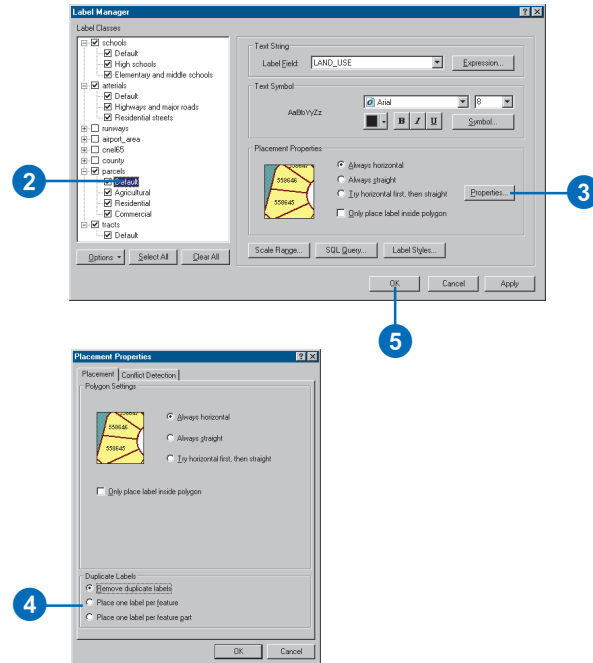 Label Manager
Label Classes
schools
Default
High schools
Elementary and middle schools
arterials
Default
Highways and major roads
Residential streets
runways
airport_area
cnel65
county
parcels
Default
Agricultural
Residential
Commercial
tracts
Default
Options
Select All
Clear All
Text String
Label Field:
LAND_USE
Expression...
Text Symbol
AaBbYyZz
Arial
8
B I U
Symbol...
Placement Properties
558647
558646
558645
Always horizontal
Always straight
Try horizontal first, then straight
Only place label inside polygon
Properties...
Scale Range...
SQL Query...
Label Styles...
OK
Cancel
Apply
2
3
5
Placement Properties
Placement
Conflict Detection
Polygon Settings
558647
558646
558645
Always horizontal
Always straight
Try horizontal first, then straight
Only place label inside polygon
Duplicate Labels
Remove duplicate labels
Place one label per feature
Place one label per feature part
4
OK
Cancel